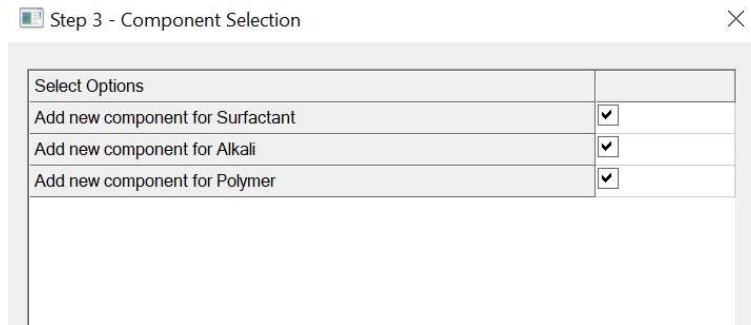 Step 3 - Component Selection
Select Options
Add new component for Surfactant
Add new component for Alkali
Add new component for Polymer